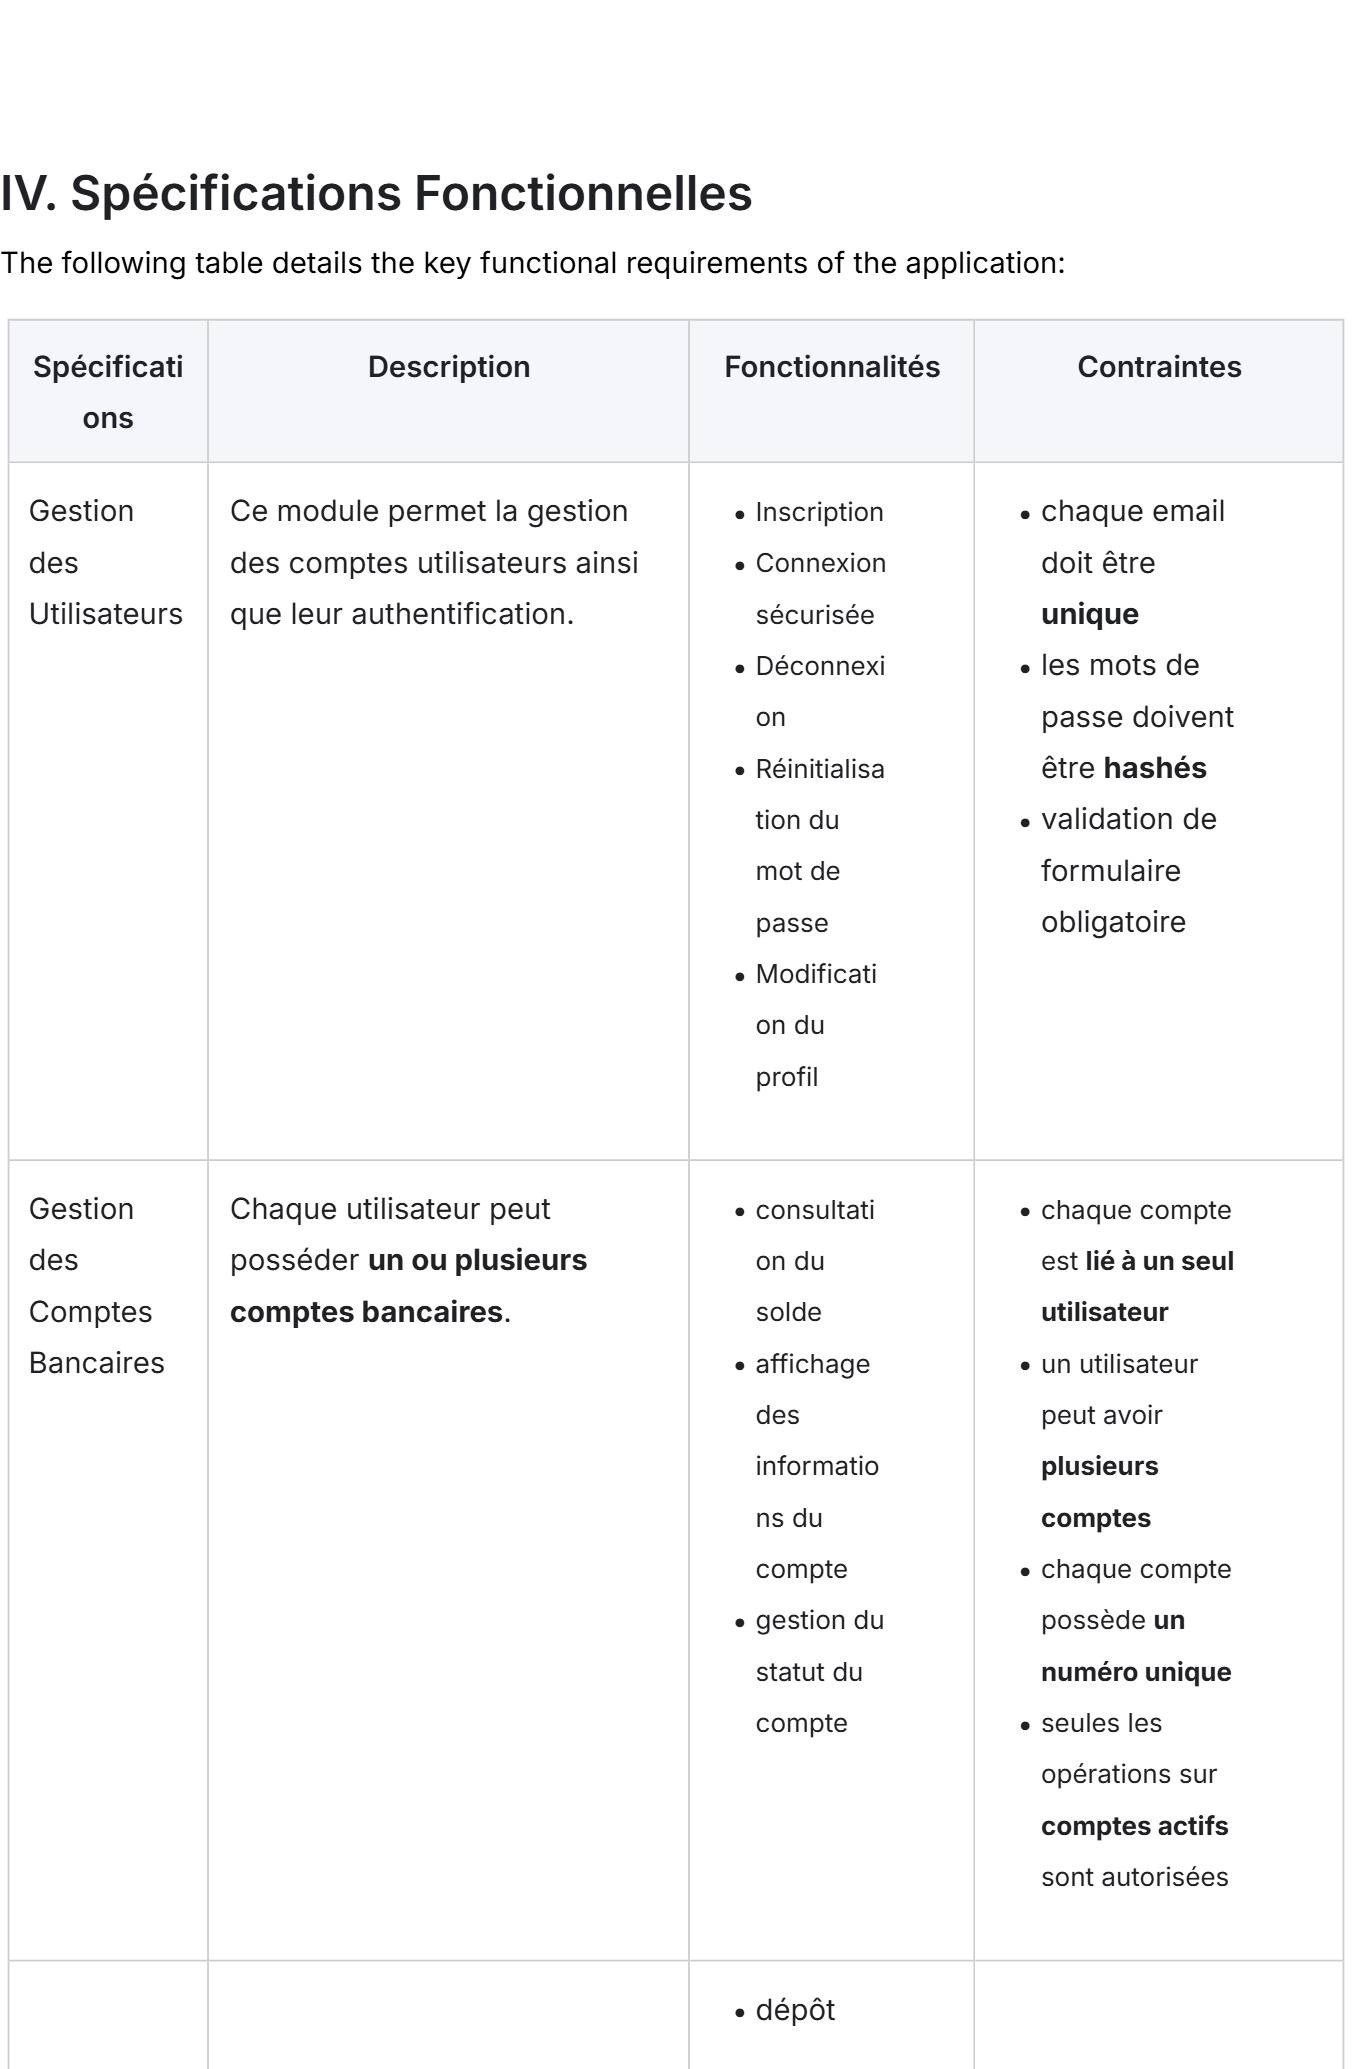 IV. Spécifications Fonctionnelles
The following table details the key functional requirements of the application:
Spécificati
ons
Description
Fonctionnalités
Contraintes
Gestion
des
Utilisateurs
Ce module permet la gestion
des comptes utilisateurs ainsi
que leur authentification.
• Inscription
• Connexion
sécurisée
• Déconnexi
on
• Réinitialisa
tion du
mot de
passe
• Modificati
on du
profil
• chaque email
doit être
unique
• les mots de
passe doivent
être hashés
• validation de
formulaire
obligatoire
Gestion
des
Comptes
Bancaires
Chaque utilisateur peut
posséder un ou plusieurs
comptes bancaires.
• consultati
on du
solde
• affichage
des
informatio
ns du
compte
• gestion du
statut du
compte
• chaque compte
est lié à un seul
utilisateur
• un utilisateur
peut avoir
plusieurs
comptes
• chaque compte
possède un
numéro unique
• seules les
opérations sur
comptes actifs
sont autorisées
• dépôt